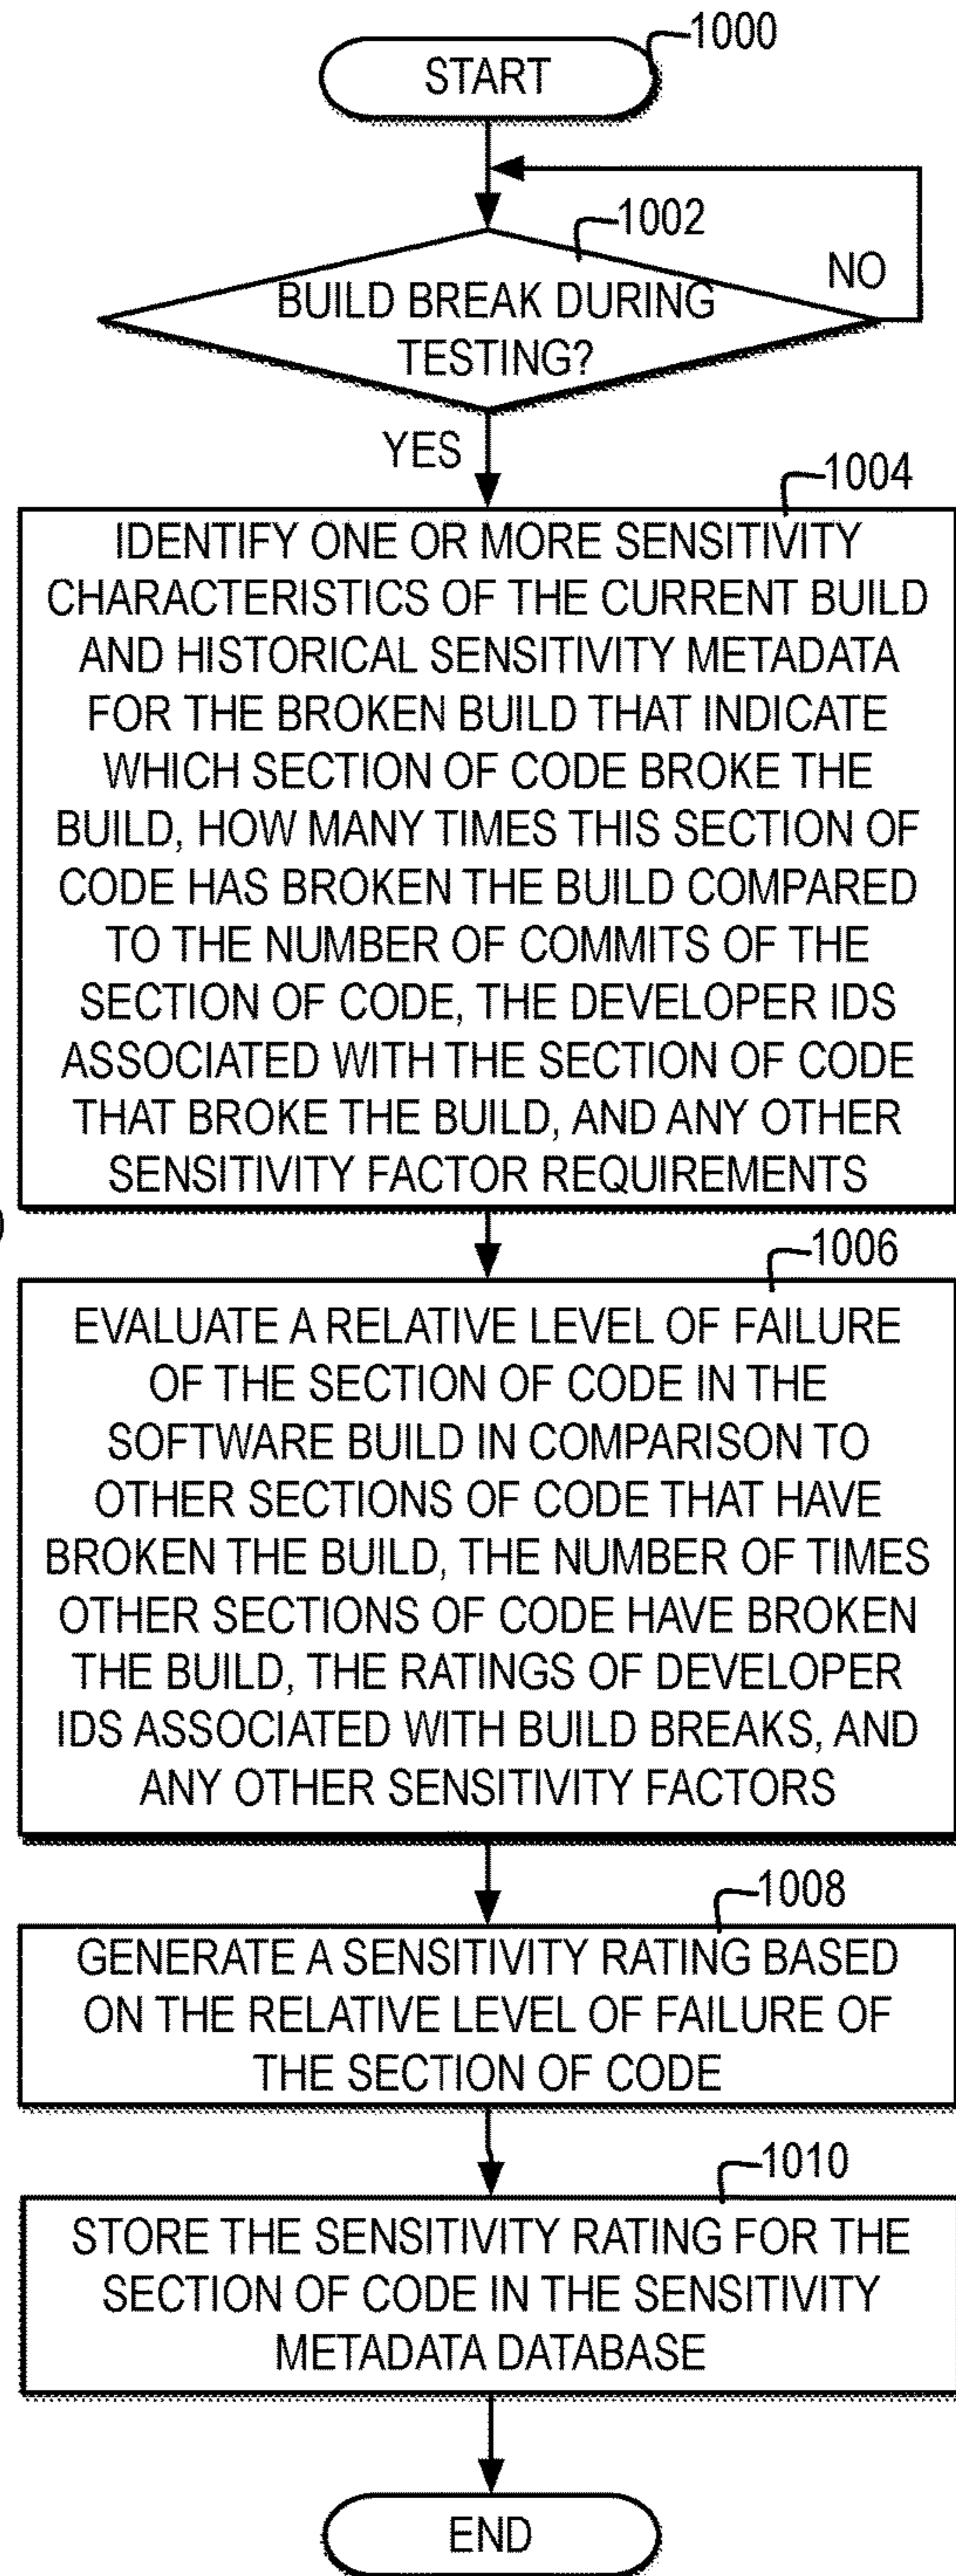 1000
START
1002
NO
BUILD BREAK DURING
TESTING?
YES
1004
IDENTIFY ONE OR MORE SENSITIVITY
CHARACTERISTICS OF THE CURRENT BUILD
AND HISTORICAL SENSITIVITY METADATA
FOR THE BROKEN BUILD THAT INDICATE
WHICH SECTION OF CODE BROKE THE
BUILD, HOW MANY TIMES THIS SECTION OF
CODE HAS BROKEN THE BUILD COMPARED
TO THE NUMBER OF COMMITS OF THE
SECTION OF CODE, THE DEVELOPER IDS
ASSOCIATED WITH THE SECTION OF CODE
THAT BROKE THE BUILD, AND ANY OTHER
SENSITIVITY FACTOR REQUIREMENTS
1006
EVALUATE A RELATIVE LEVEL OF FAILURE
OF THE SECTION OF CODE IN THE
SOFTWARE BUILD IN COMPARISON TO
OTHER SECTIONS OF CODE THAT HAVE
BROKEN THE BUILD, THE NUMBER OF TIMES
OTHER SECTIONS OF CODE HAVE BROKEN
THE BUILD, THE RATINGS OF DEVELOPER
IDS ASSOCIATED WITH BUILD BREAKS, AND
ANY OTHER SENSITIVITY FACTORS
1008
GENERATE A SENSITIVITY RATING BASED
ON THE RELATIVE LEVEL OF FAILURE OF
THE SECTION OF CODE
1010
STORE THE SENSITIVITY RATING FOR THE
SECTION OF CODE IN THE SENSITIVITY
METADATA DATABASE
END